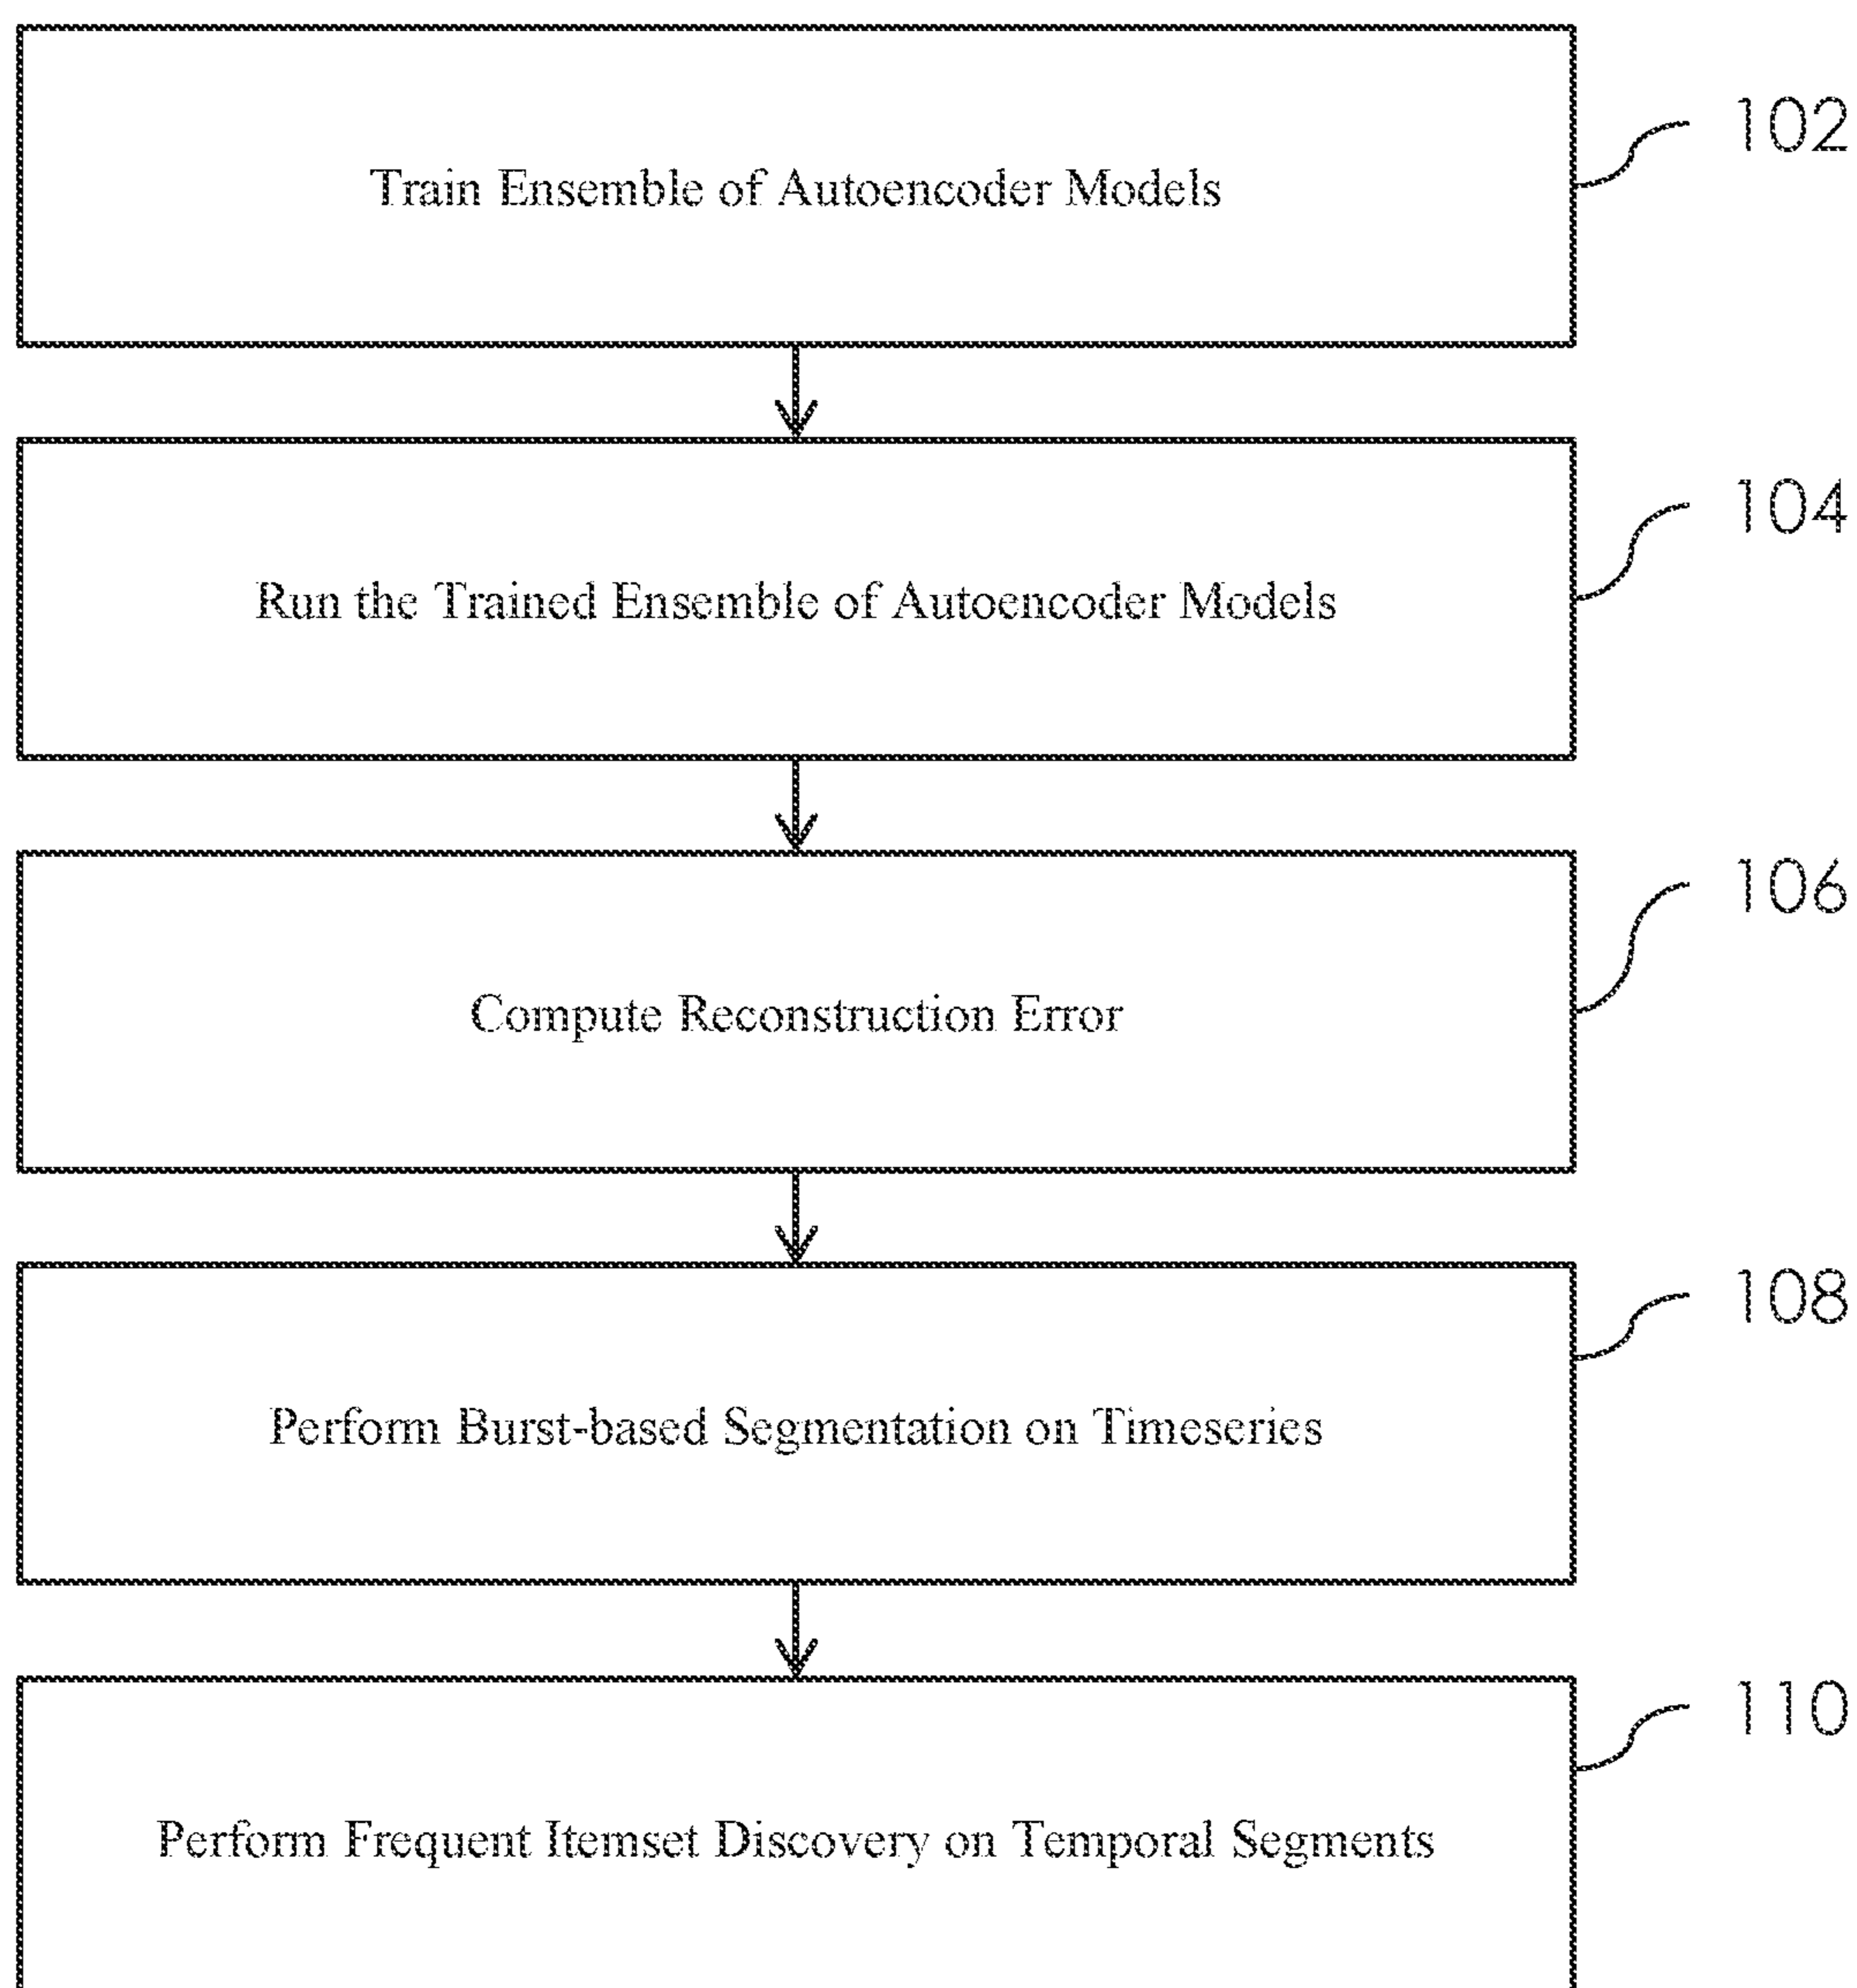 102
Train Ensemble of Autoencoder Models
104
Run the Trained Ensemble of Autoencoder Models
106
Compute Reconstruction Error
108
Perform Burst-based Segmentation on Timeseries
110
Perform Frequent Itemset Discovery on Temporal Segments